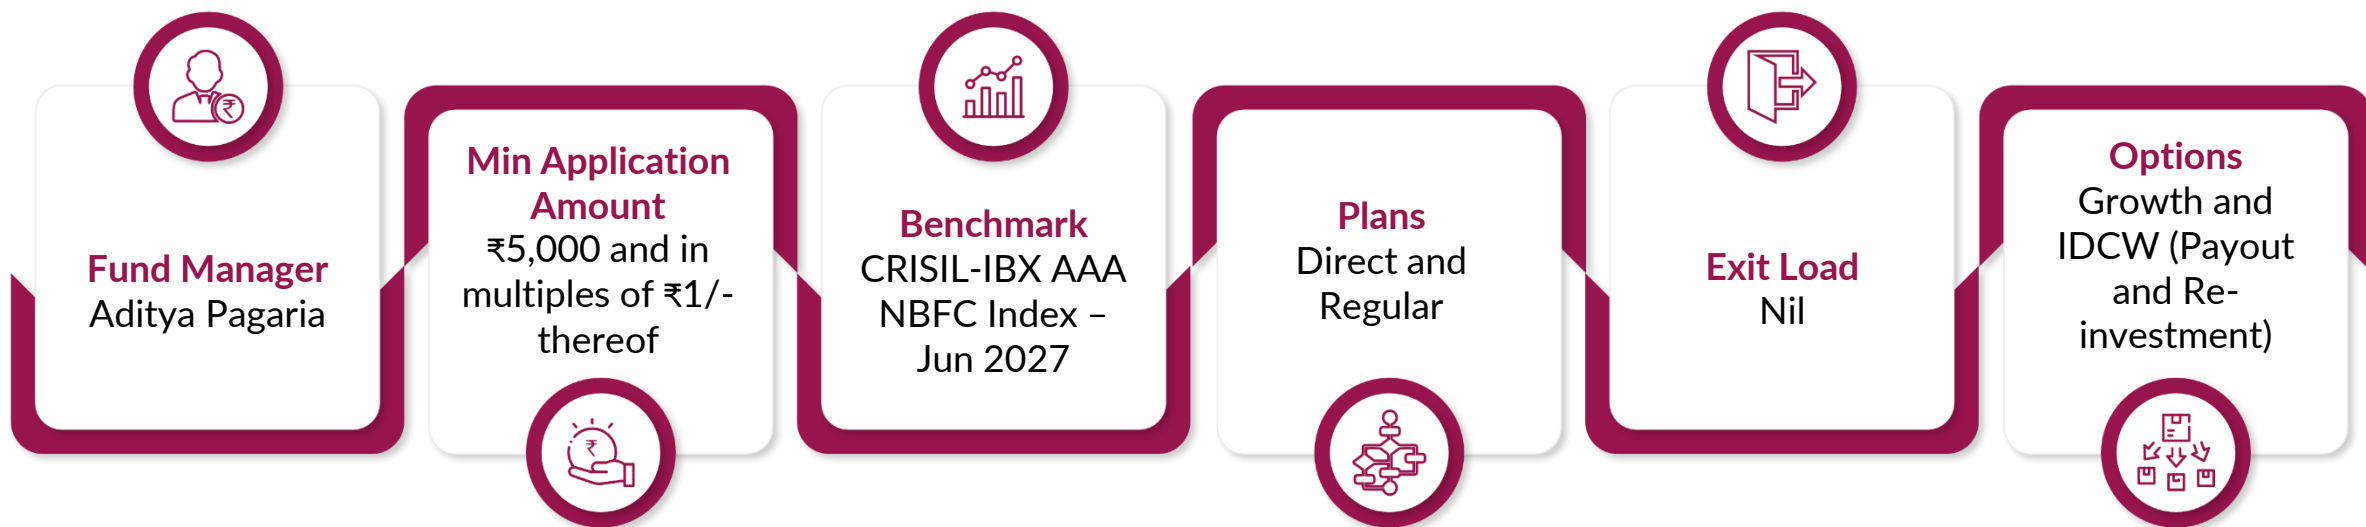 Fund Manager
Aditya Pagaria
Min Application
Amount
₹5,000 and in
multiples of ₹1/-
thereof
₹
Benchmark
CRISIL-IBX AAA
NBFC Index –
Jun 2027
Plans
Direct and
Regular
Exit Load
Nil
Options
Growth and
IDCW (Payout
and Re-
investment)
₹